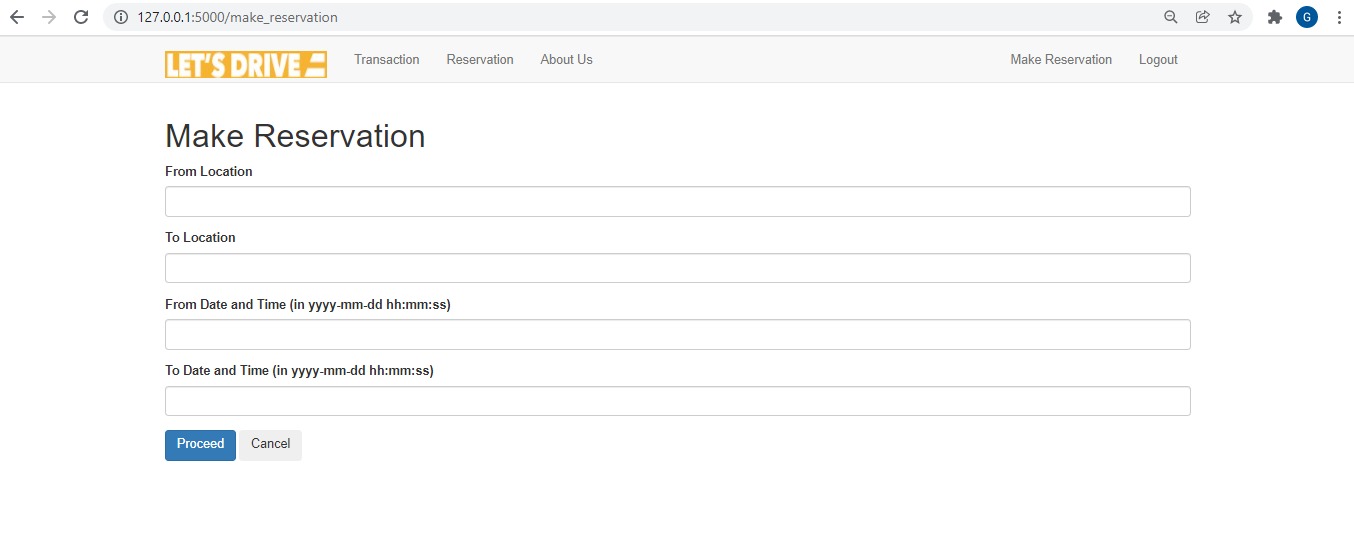 127.0.0.1:5000/make_reservation
G
LET'S DRIVE
Transaction
Reservation
About Us
Make Reservation
Logout
Make Reservation
From Location
To Location
From Date and Time (in yyyy-mm-dd hh:mm:ss)
To Date and Time (in yyyy-mm-dd hh:mm:ss)
Proceed
Cancel